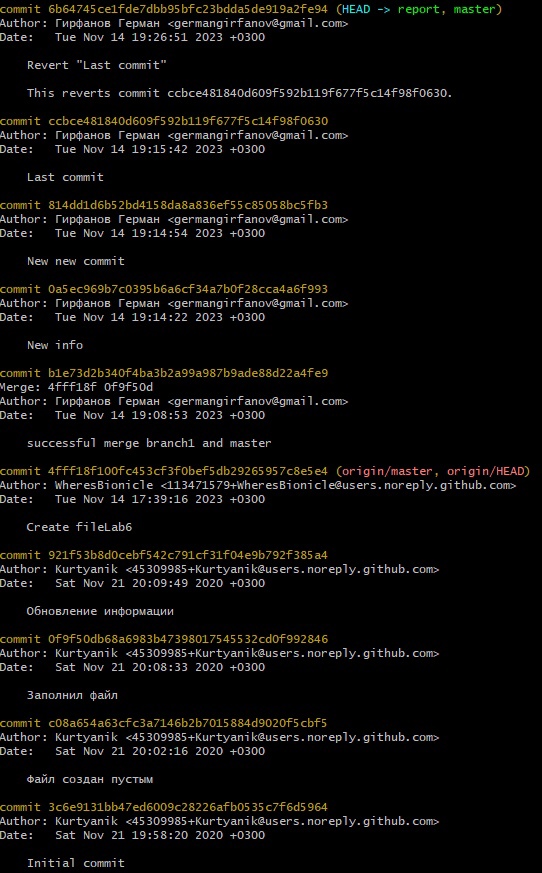 commit 6b64745ce1fde7dbb95bfc23bdda5de919a2fe94 (HEAD -> report, master)
Author: Гирфанов Герман <germangirfanov@gmail.com>
Date:   Tue Nov 14 19:26:51 2023 +0300
Revert "Last commit"
This reverts commit ccbce481840d609f592b119f677f5c14f98f0630.
commit ccbce481840d609f592b119f677f5c14f98f0630
Author: Гирфанов Герман <germangirfanov@gmail.com>
Date:   Tue Nov 14 19:15:42 2023 +0300
Last commit
commit 814dd1d6b52bd4158da8a836ef55c85058bc5fb3
Author: Гирфанов Герман <germangirfanov@gmail.com>
Date:   Tue Nov 14 19:14:54 2023 +0300
New new commit
commit 0a5ec969b7c0395b6a6cf34a7b0f28cca4a6f993
Author: Гирфанов Герман <germangirfanov@gmail.com>
Date:   Tue Nov 14 19:14:22 2023 +0300
New info
commit b1e73d2b340f4ba3b2a99a987b9ade88d22a4fe9
Merge: 4fff18f 0f9f50d
Author: Гирфанов Герман <germangirfanov@gmail.com>
Date:   Tue Nov 14 19:08:53 2023 +0300
successful merge branch1 and master
commit 4fff18f100fc453cf3f0bef5db29265957c8e5e4 (origin/master, origin/HEAD)
Author: WheresBionicle <113471579+WheresBionicle@users.noreply.github.com>
Date:   Tue Nov 14 17:39:16 2023 +0300
Create fileLab6
commit 921f53b8d0cebf542c791cf31f04e9b792f385a4
Author: Kurtyanik <45309985+Kurtyanik@users.noreply.github.com>
Date:   Sat Nov 21 20:09:49 2020 +0300
Обновление информации
commit 0f9f50db68a6983b47398017545532cd0f992846
Author: Kurtyanik <45309985+Kurtyanik@users.noreply.github.com>
Date:   Sat Nov 21 20:08:33 2020 +0300
Заполнил файл
commit c08a654a63cfc3a7146b2b7015884d9020f5cbf5
Author: Kurtyanik <45309985+Kurtyanik@users.noreply.github.com>
Date:   Sat Nov 21 20:02:16 2020 +0300
Файл создан пустым
commit 3c6e9131bb47ed6009c28226afb0535c7f6d5964
Author: Kurtyanik <45309985+Kurtyanik@users.noreply.github.com>
Date:   Sat Nov 21 19:58:20 2020 +0300
Initial commit